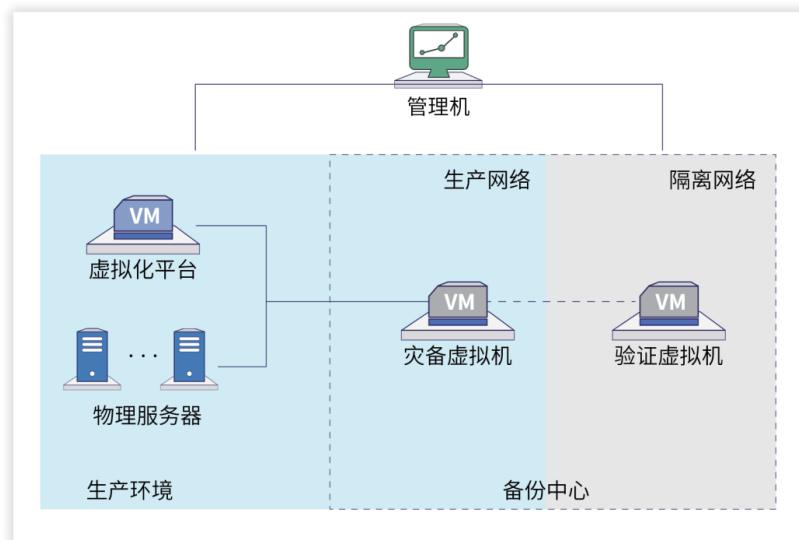 管理机
生产网络
隔离网络
VM
虚拟化平台
VM
VM
灾备虚拟机
验证虚拟机
···
物理服务器
生产环境
备份中心